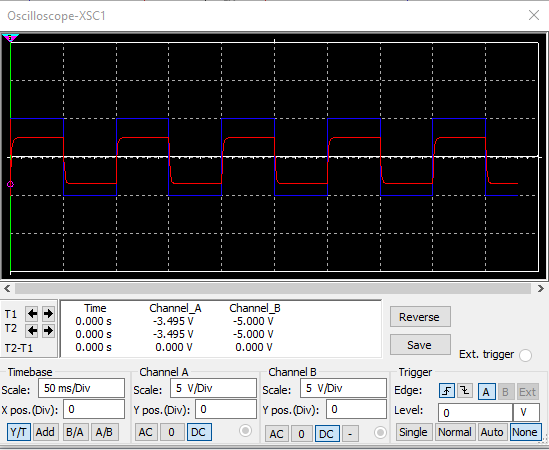 Oscilloscope-XSC1
Time Channel_A Channel_B
T1 0.000 s -3.495 V -5.000 V
T2 0.000 s -3.495 V -5.000 V
T2-T1 0.000 s 0.000 V 0.000 V
Reverse
Save
Ext. trigger
Timebase
Scale: 50 ms/Div
X pos.(Div): 0
Y/T Add B/A A/B
Channel A
Scale: 5 V/Div
Y pos.(Div): 0
AC 0 DC
Channel B
Scale: 5 V/Div
Y pos.(Div): 0
AC 0 DC -
Trigger
Edge: A B Ext
Level: 0 V
Single Normal Auto None